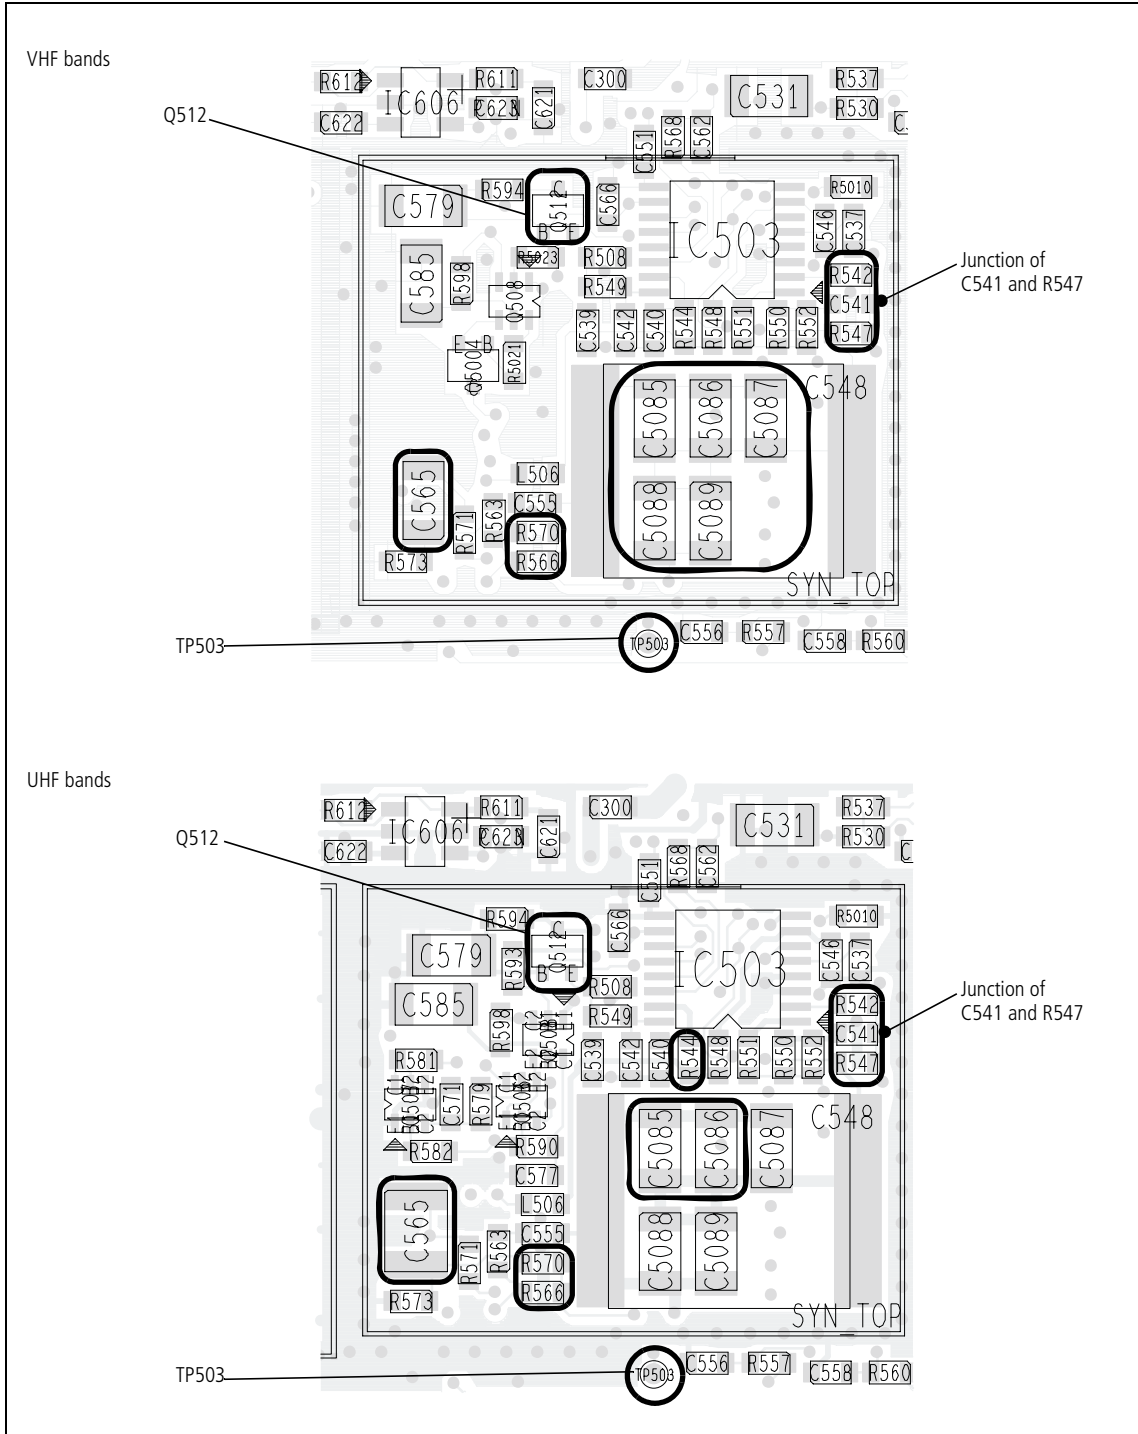 VHF bands
R612
IC606
R611
C623 N
C621
C300
C531
R537
R530
C622
Q512
C551
R568
C562
C579
R594
C
Q512
B E
C566
IC503
R5010
C546
C537
R5023
R508
R549
C585
R598
Q508
R542
C541
R547
Junction of
C541 and R547
C539
C542
C540
R544
R548
R551
R550
R552
E B
Q5004
C
R5021
C5085
C5086
C5087
C548
C565
L506
C555
R571
R563
R570
R566
R573
C5088
C5089
SYN_TOP
TP503
TP503
C556
R557
C558
R560
UHF bands
R612
IC606
R611
C623 N
C621
C300
C531
R537
R530
C622
Q512
C551
R568
C562
R594
C
Q512
B E
C566
IC503
R5010
C546
C537
C579
R593
R508
R549
C585
R598
R542
C541
R547
Junction of
C541 and R547
C539
C542
C540
R544
R548
R551
R550
R552
R581
C571
R579
R582
R590
C577
C5085
C5086
C5087
C548
C565
L506
C555
R571
R563
R570
R566
R573
C5088
C5089
SYN_TOP
TP503
TP503
C556
R557
C558
R560